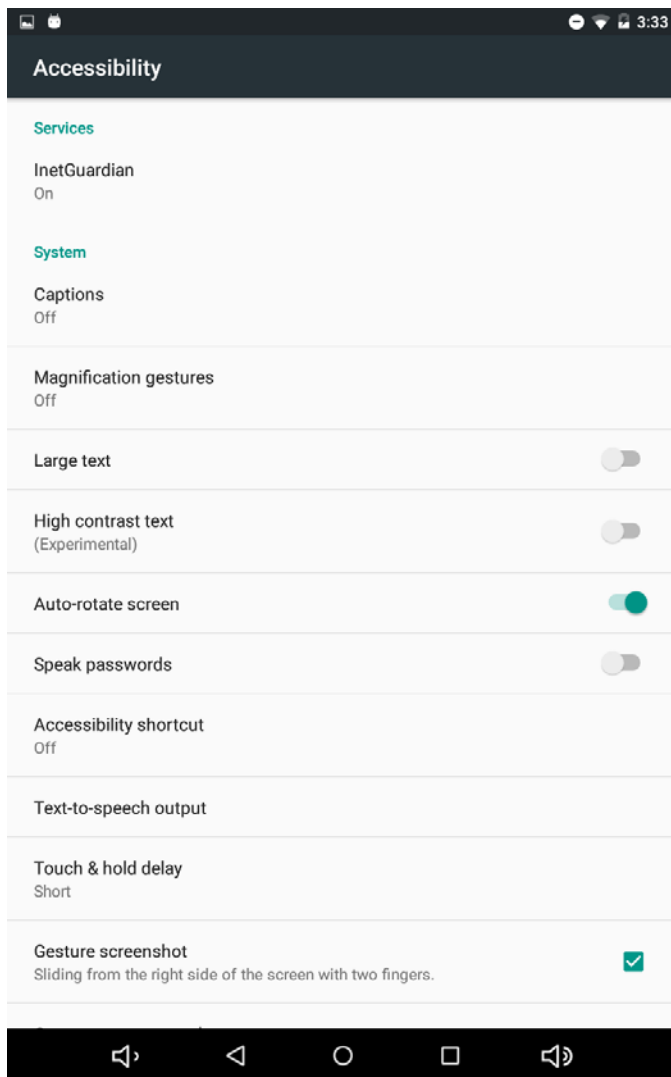 3:33
Accessibility
Services
InetGuardian
On
System
Captions
Off
Magnification gestures
Off
Large text
High contrast text
(Experimental)
Auto-rotate screen
Speak passwords
Accessibility shortcut
Off
Text-to-speech output
Touch & hold delay
Short
Gesture screenshot
Sliding from the right side of the screen with two fingers.